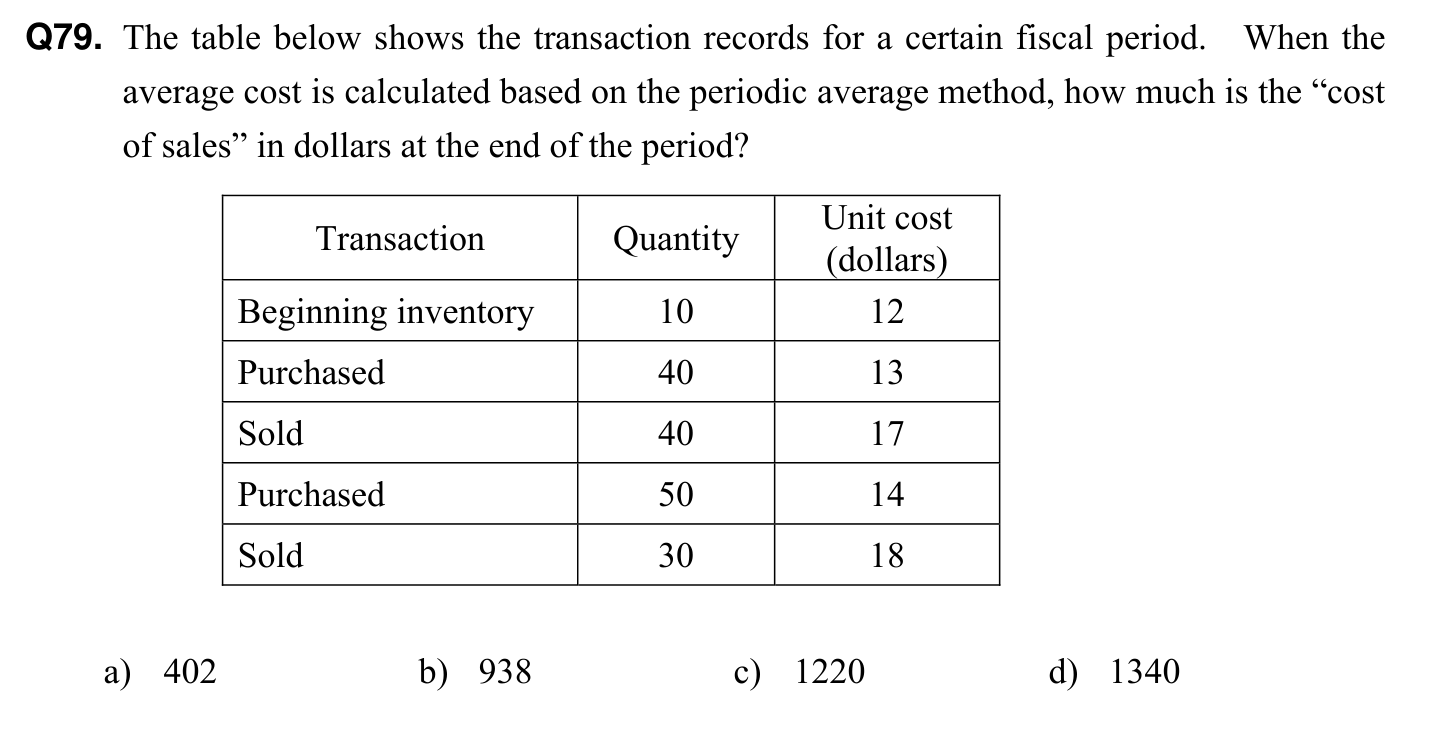 Q79. The table below shows the transaction records for a certain fiscal period. When the
average cost is calculated based on the periodic average method, how much is the “cost
of sales” in dollars at the end of the period?
Transaction Quantity Unit cost (dollars)
Beginning inventory 10 12
Purchased 40 13
Sold 40 17
Purchased 50 14
Sold 30 18
a) 402 b) 938 c) 1220 d) 1340